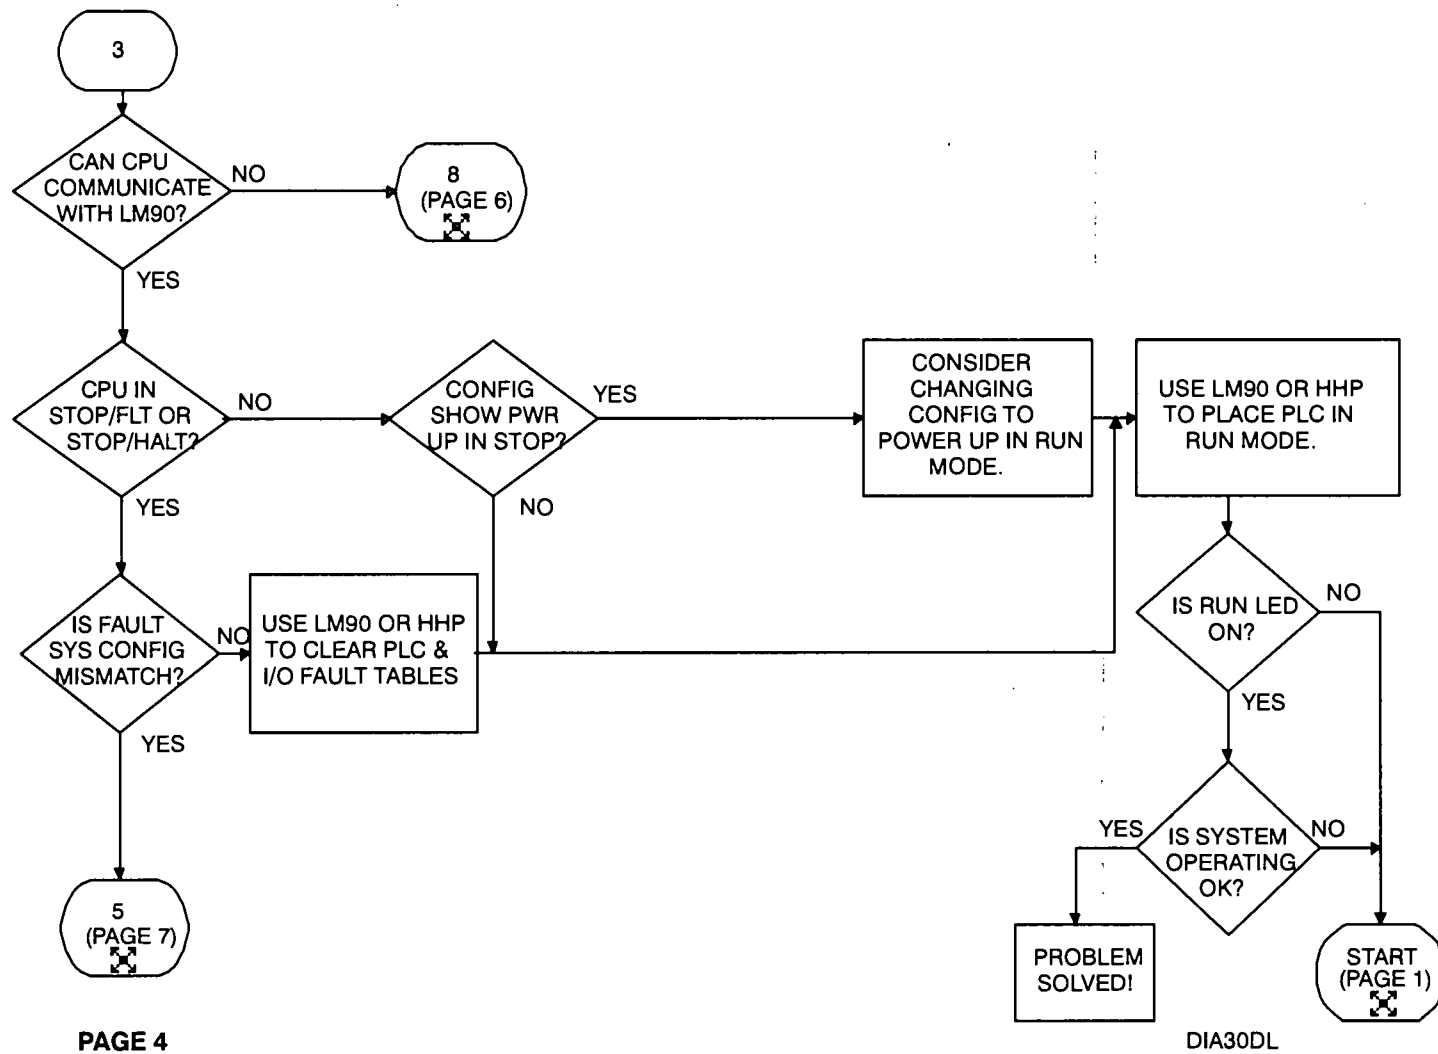 3
CAN CPU
COMMUNICATE
WITH LM90?
NO
8
(PAGE 6)
YES
CPU IN
STOP/FLT OR
STOP/HALT?
NO
CONFIG
SHOW PWR
UP IN STOP?
YES
CONSIDER
CHANGING
CONFIG TO
POWER UP IN RUN
MODE.
USE LM90 OR HHP
TO PLACE PLC IN
RUN MODE.
YES
NO
IS FAULT
SYS CONFIG
MISMATCH?
NO
USE LM90 OR HHP
TO CLEAR PLC &
I/O FAULT TABLES
IS RUN LED
ON?
NO
YES
YES
IS SYSTEM
OPERATING
OK?
YES
NO
5
(PAGE 7)
PROBLEM
SOLVED!
START
(PAGE 1)
PAGE 4
DIA30DL